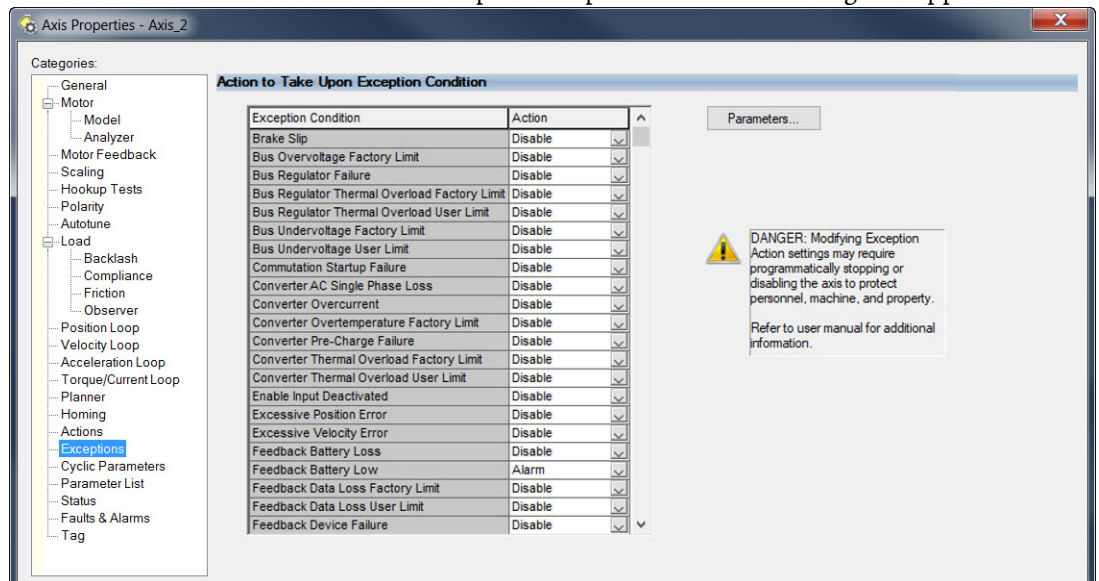 Axis Properties - Axis_2
X
Categories:
General
Motor
Model
Analyzer
Motor Feedback
Scaling
Hookup Tests
Polarity
Autotune
Load
Backlash
Compliance
Friction
Observer
Position Loop
Velocity Loop
Acceleration Loop
Torque/Current Loop
Planner
Homing
Actions
Exceptions
Cyclic Parameters
Parameter List
Status
Faults & Alarms
Tag
Action to Take Upon Exception Condition
Exception Condition Action
Brake Slip Disable
Bus Overvoltage Factory Limit Disable
Bus Regulator Failure Disable
Bus Regulator Thermal Overload Factory Limit Disable
Bus Regulator Thermal Overload User Limit Disable
Bus Undervoltage Factory Limit Disable
Bus Undervoltage User Limit Disable
Commutation Startup Failure Disable
Converter AC Single Phase Loss Disable
Converter Overcurrent Disable
Converter Overtemperature Factory Limit Disable
Converter Pre-Charge Failure Disable
Converter Thermal Overload Factory Limit Disable
Converter Thermal Overload User Limit Disable
Enable Input Deactivated Disable
Excessive Position Error Disable
Excessive Velocity Error Disable
Feedback Battery Loss Disable
Feedback Battery Low Alarm
Feedback Data Loss Factory Limit Disable
Feedback Data Loss User Limit Disable
Feedback Device Failure Disable
Parameters...
DANGER: Modifying Exception
Action settings may require
programmatically stopping or
disabling the axis to protect
personnel, machine, and property.
Refer to user manual for additional
information.